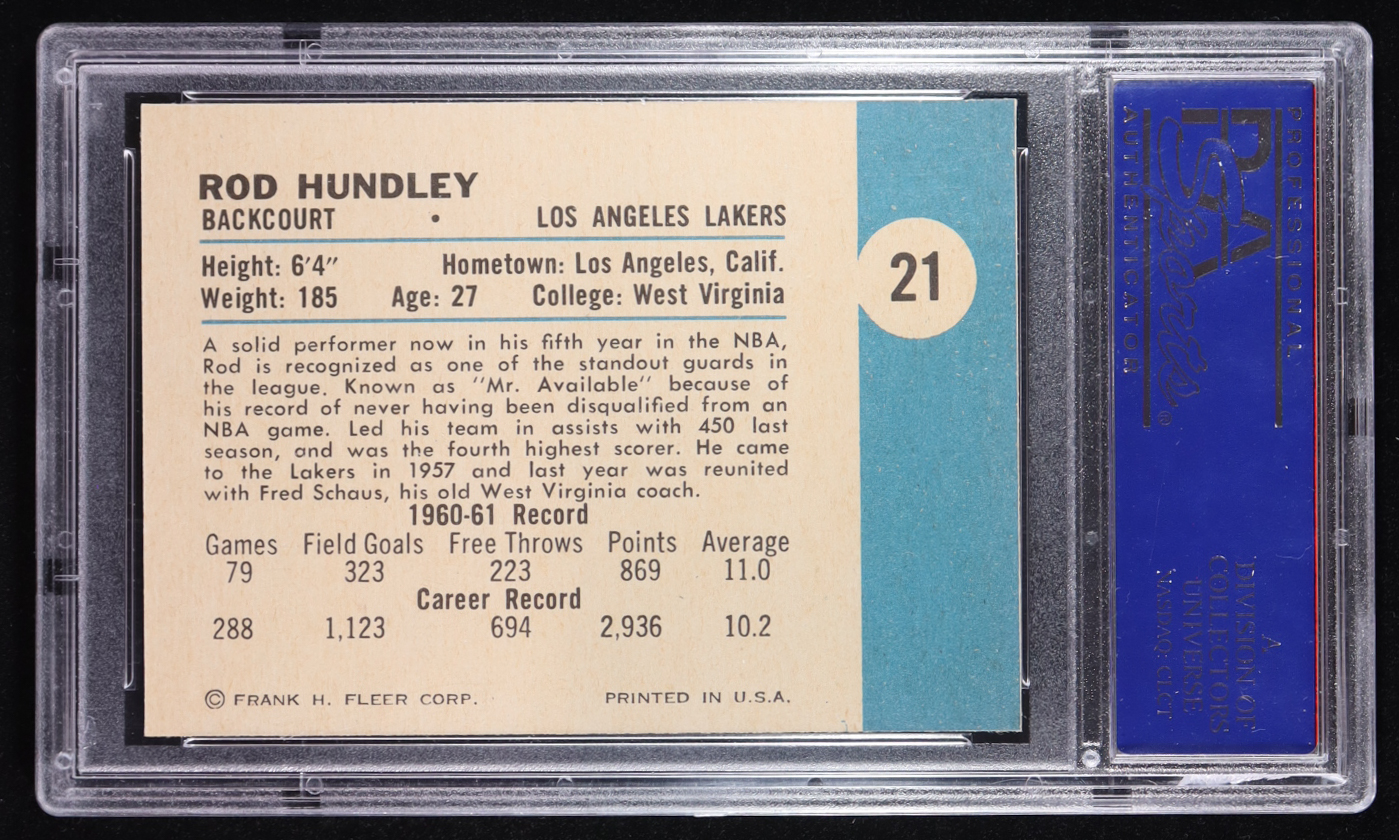 ROD HUNDLEY
BACKCOURT • LOS ANGELES LAKERS
Height: 6'4" Hometown: Los Angeles, Calif.
Weight: 185 Age: 27 College: West Virginia
A solid performer now in his fifth year in the NBA,
Rod is recognized as one of the standout guards in
the league. Known as "Mr. Available" because of
his record of never having been disqualified from an
NBA game. Led his team in assists with 450 last
season, and was the fourth highest scorer. He came
to the Lakers in 1957 and last year was reunited
with Fred Schaus, his old West Virginia coach.
1960-61 Record
Games Field Goals Free Throws Points Average
79 323 223 869 11.0
Career Record
288 1,123 694 2,936 10.2
© FRANK H. FLEER CORP. PRINTED IN U.S.A.
21
PROFESSIONAL
PSA
AUTHENTICATOR
®
A
DIVISION OF
COLLECTORS
UNIVERSE
NASDAQ: CLCT